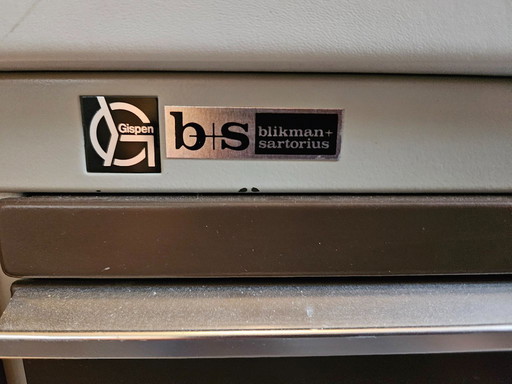 Gispen
b+s
blikman+
sartorius